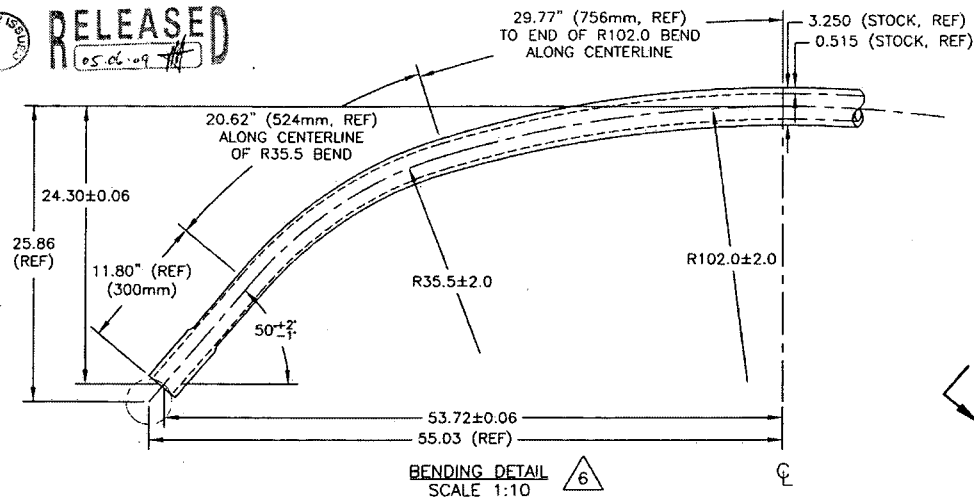 ISSUED
RELEASED
05.06.09
29.77" (756mm, REF)
TO END OF R102.0 BEND
ALONG CENTERLINE
3.250 (STOCK, REF)
0.515 (STOCK, REF)
20.62" (524mm, REF)
ALONG CENTERLINE
OF R35.5 BEND
24.30±0.06
25.86
(REF)
11.80" (REF)
(300mm)
R35.5±2.0
R102.0±2.0
50°+2°
-1°
53.72±0.06
55.03 (REF)
BENDING DETAIL
SCALE 1:10
6
℄